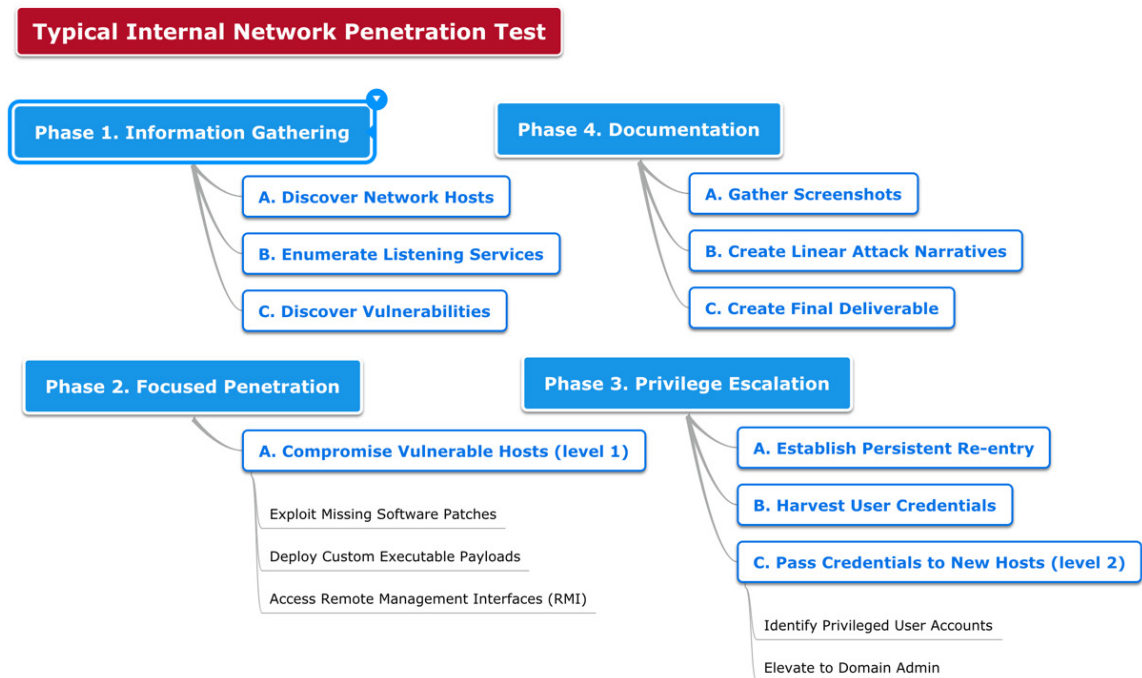 Typical Internal Network Penetration Test
Phase 1. Information Gathering
A. Discover Network Hosts
B. Enumerate Listening Services
C. Discover Vulnerabilities
Phase 4. Documentation
A. Gather Screenshots
B. Create Linear Attack Narratives
C. Create Final Deliverable
Phase 2. Focused Penetration
A. Compromise Vulnerable Hosts (level 1)
Exploit Missing Software Patches
Deploy Custom Executable Payloads
Access Remote Management Interfaces (RMI)
Phase 3. Privilege Escalation
A. Establish Persistent Re-entry
B. Harvest User Credentials
C. Pass Credentials to New Hosts (level 2)
Identify Privileged User Accounts
Elevate to Domain Admin